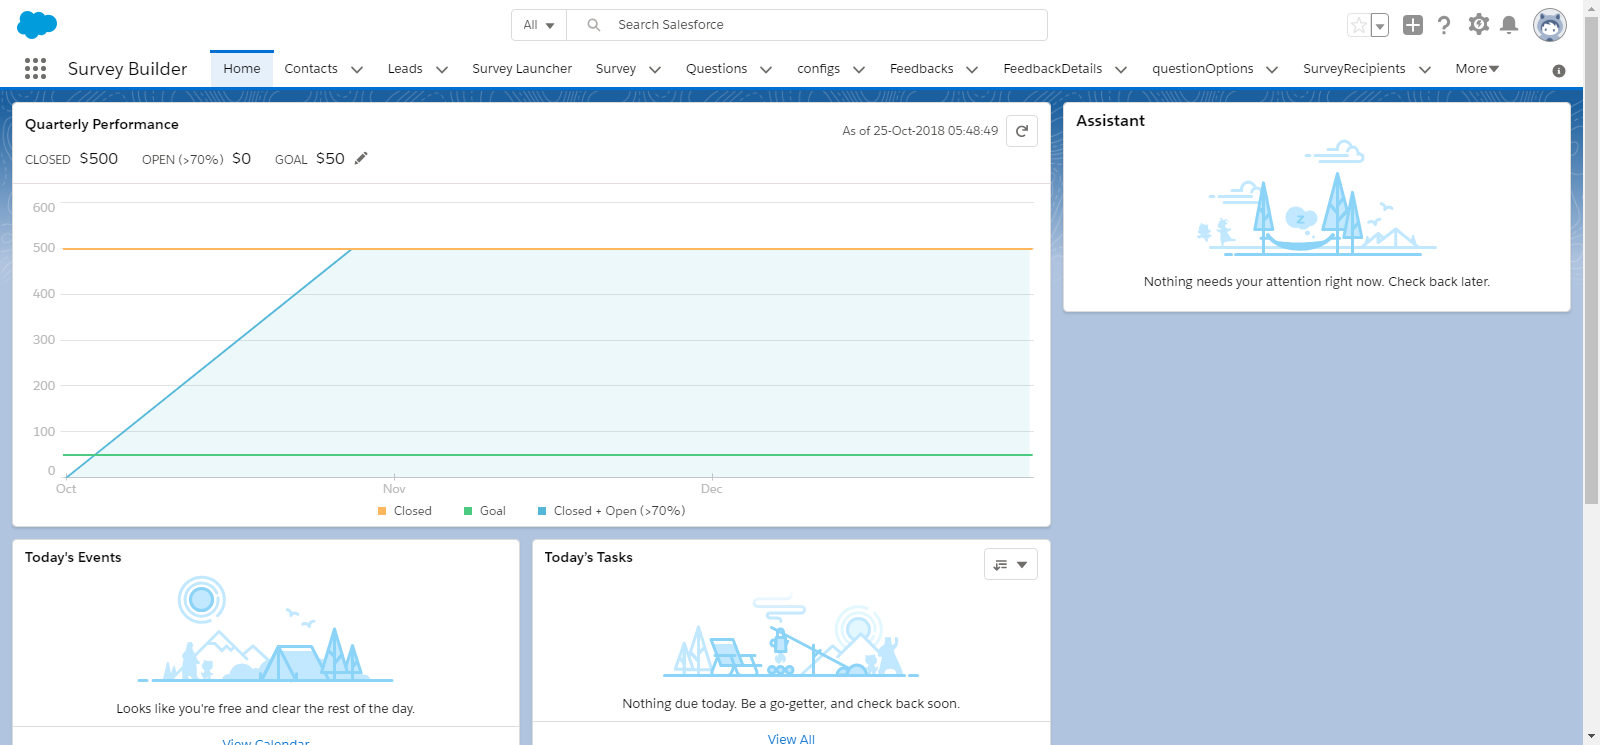 All
Search Salesforce
Survey Builder
Home
Contacts
Leads
Survey Launcher
Survey
Questions
configs
Feedbacks
FeedbackDetails
questionOptions
SurveyRecipients
More
Quarterly Performance
As of 25-Oct-2018 05:48:49
CLOSED $500 OPEN (>70%) $0 GOAL $50
600
500
400
300
200
100
0
Oct Nov Dec
Closed Goal Closed + Open (>70%)
Assistant
z
Nothing needs your attention right now. Check back later.
Today's Events
Looks like you're free and clear the rest of the day.
View Calendar
Today's Tasks
Nothing due today. Be a go-getter, and check back soon.
View All